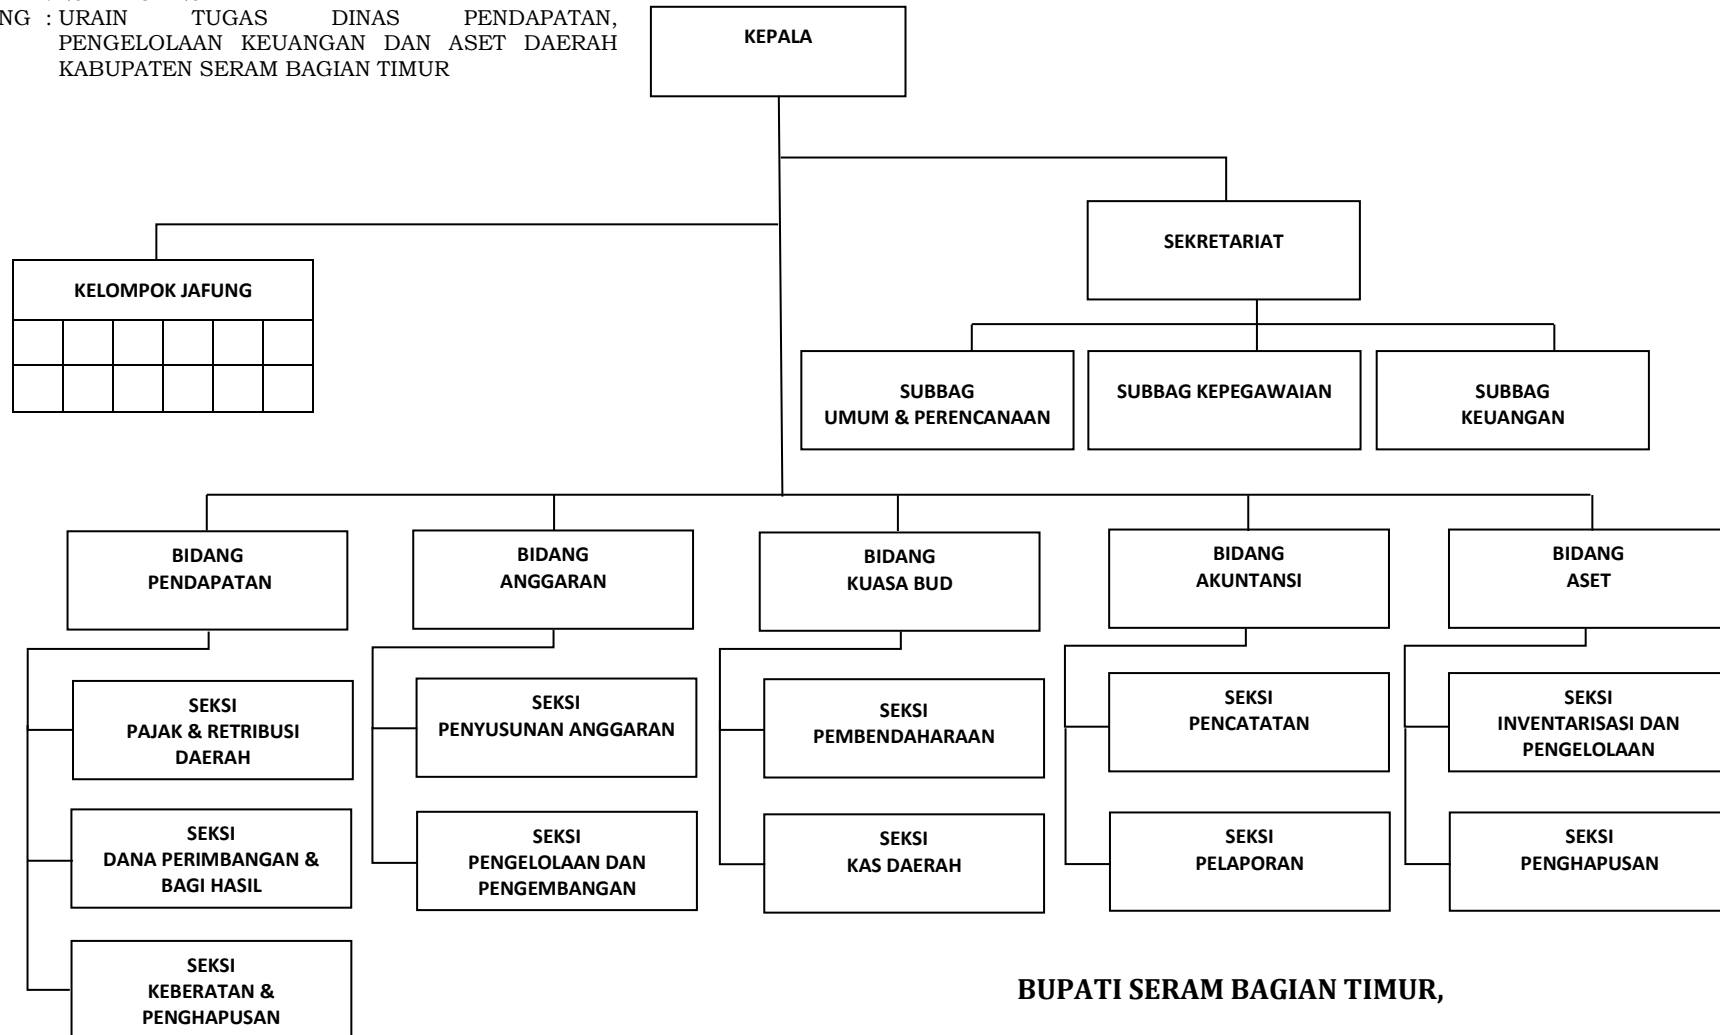 NG : URAIN TUGAS DINAS PENDAPATAN,
PENGELOLAAN KEUANGAN DAN ASET DAERAH
KABUPATEN SERAM BAGIAN TIMUR
KEPALA
SEKRETARIAT
KELOMPOK JAFUNG
SUBBAG
UMUM & PERENCANAAN
SUBBAG KEPEGAWAIAN
SUBBAG
KEUANGAN
BIDANG
PENDAPATAN
BIDANG
ANGGARAN
BIDANG
KUASA BUD
BIDANG
AKUNTANSI
BIDANG
ASET
SEKSI
PAJAK & RETRIBUSI
DAERAH
SEKSI
PENYUSUNAN ANGGARAN
SEKSI
PEMBENDAHARAAN
SEKSI
PENCATATAN
SEKSI
INVENTARISASI DAN
PENGELOLAAN
SEKSI
DANA PERIMBANGAN &
BAGI HASIL
SEKSI
PENGELOLAAN DAN
PENGEMBANGAN
SEKSI
KAS DAERAH
SEKSI
PELAPORAN
SEKSI
PENGHAPUSAN
SEKSI
KEBERATAN &
PENGHAPUSAN
BUPATI SERAM BAGIAN TIMUR,